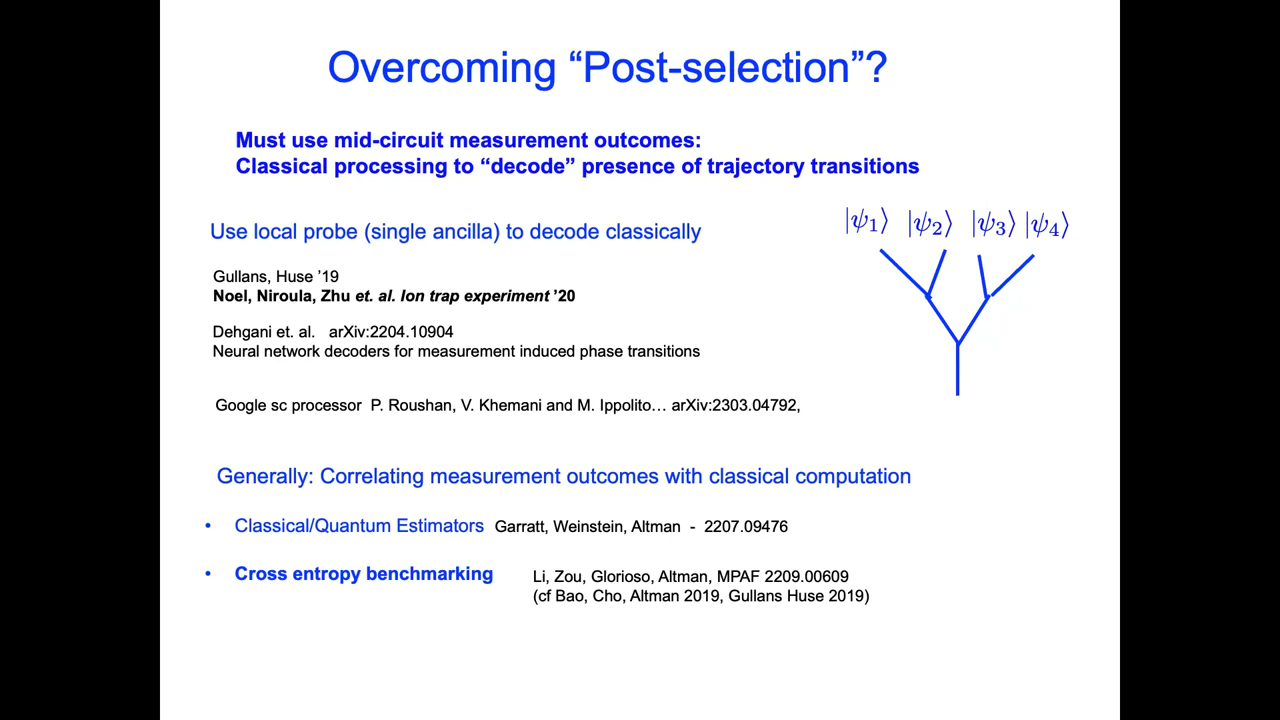 Overcoming “Post-selection”?
Must use mid-circuit measurement outcomes:
Classical processing to “decode” presence of trajectory transitions
|ψ₁⟩ |ψ₂⟩ |ψ₃⟩ |ψ₄⟩
Use local probe (single ancilla) to decode classically
Gullans, Huse ’19
Noel, Niroula, Zhu et. al. Ion trap experiment ’20
Dehgani et. al. arXiv:2204.10904
Neural network decoders for measurement induced phase transitions
Google sc processor P. Roushan, V. Khemani and M. Ippolito… arXiv:2303.04792,
Generally: Correlating measurement outcomes with classical computation
• Classical/Quantum Estimators Garratt, Weinstein, Altman - 2207.09476
• Cross entropy benchmarking Li, Zou, Glorioso, Altman, MPAF 2209.00609
(cf Bao, Cho, Altman 2019, Gullans Huse 2019)